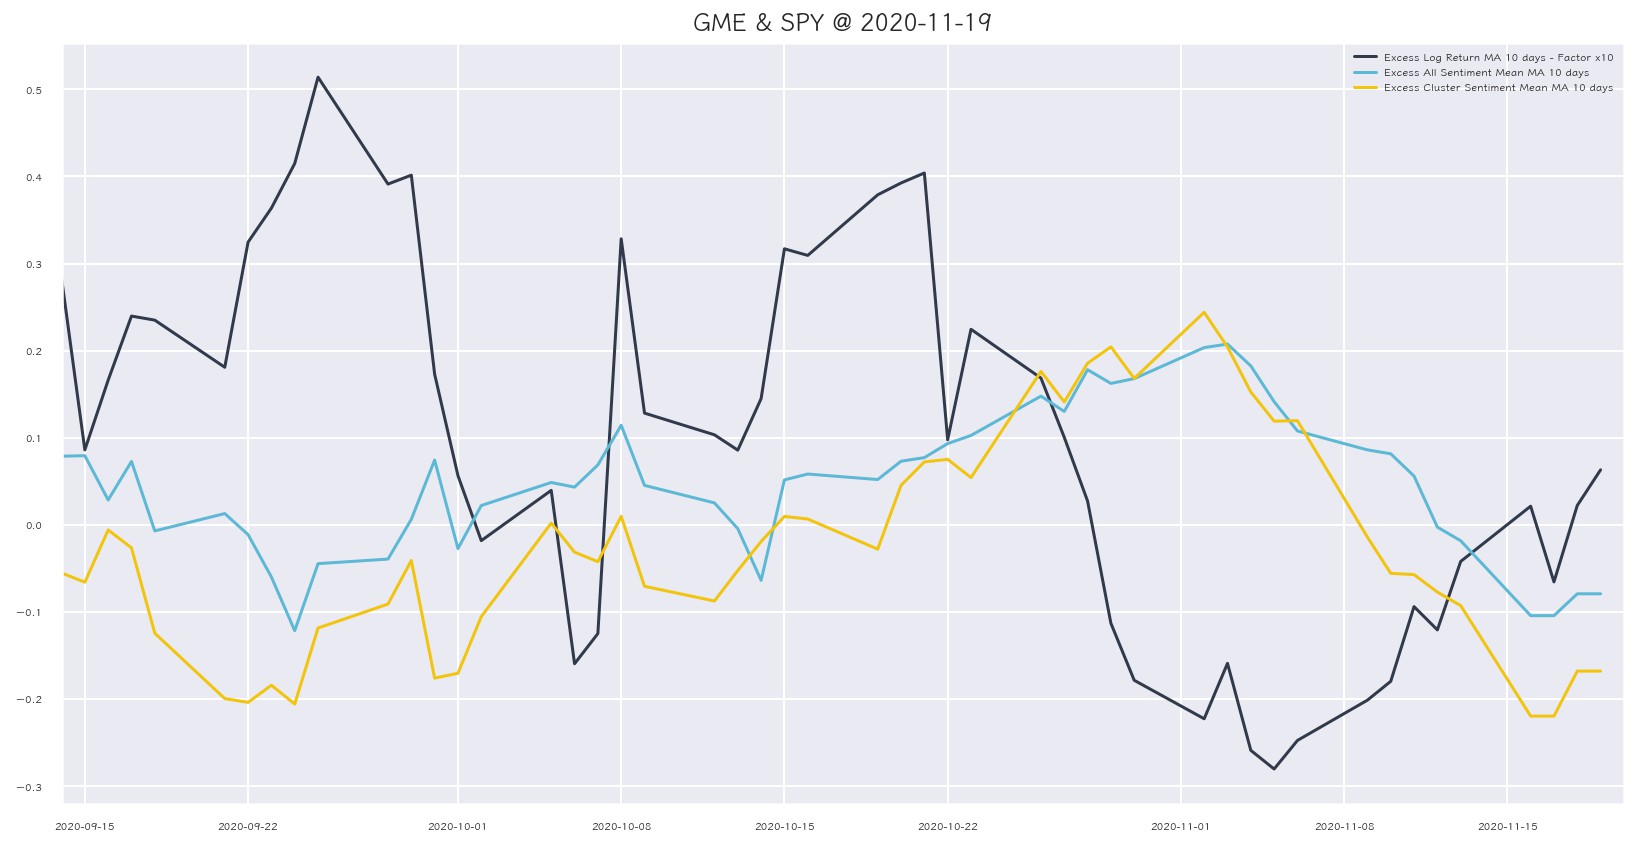 GME & SPY @ 2020-11-19
Excess Log Return MA 10 days - Factor x10
Excess All Sentiment Mean MA 10 days
Excess Cluster Sentiment Mean MA 10 days
0.5
0.4
0.3
0.2
0.1
0.0
−0.1
−0.2
−0.3
2020-09-15 2020-09-22 2020-10-01 2020-10-08 2020-10-15 2020-10-22 2020-11-01 2020-11-08 2020-11-15